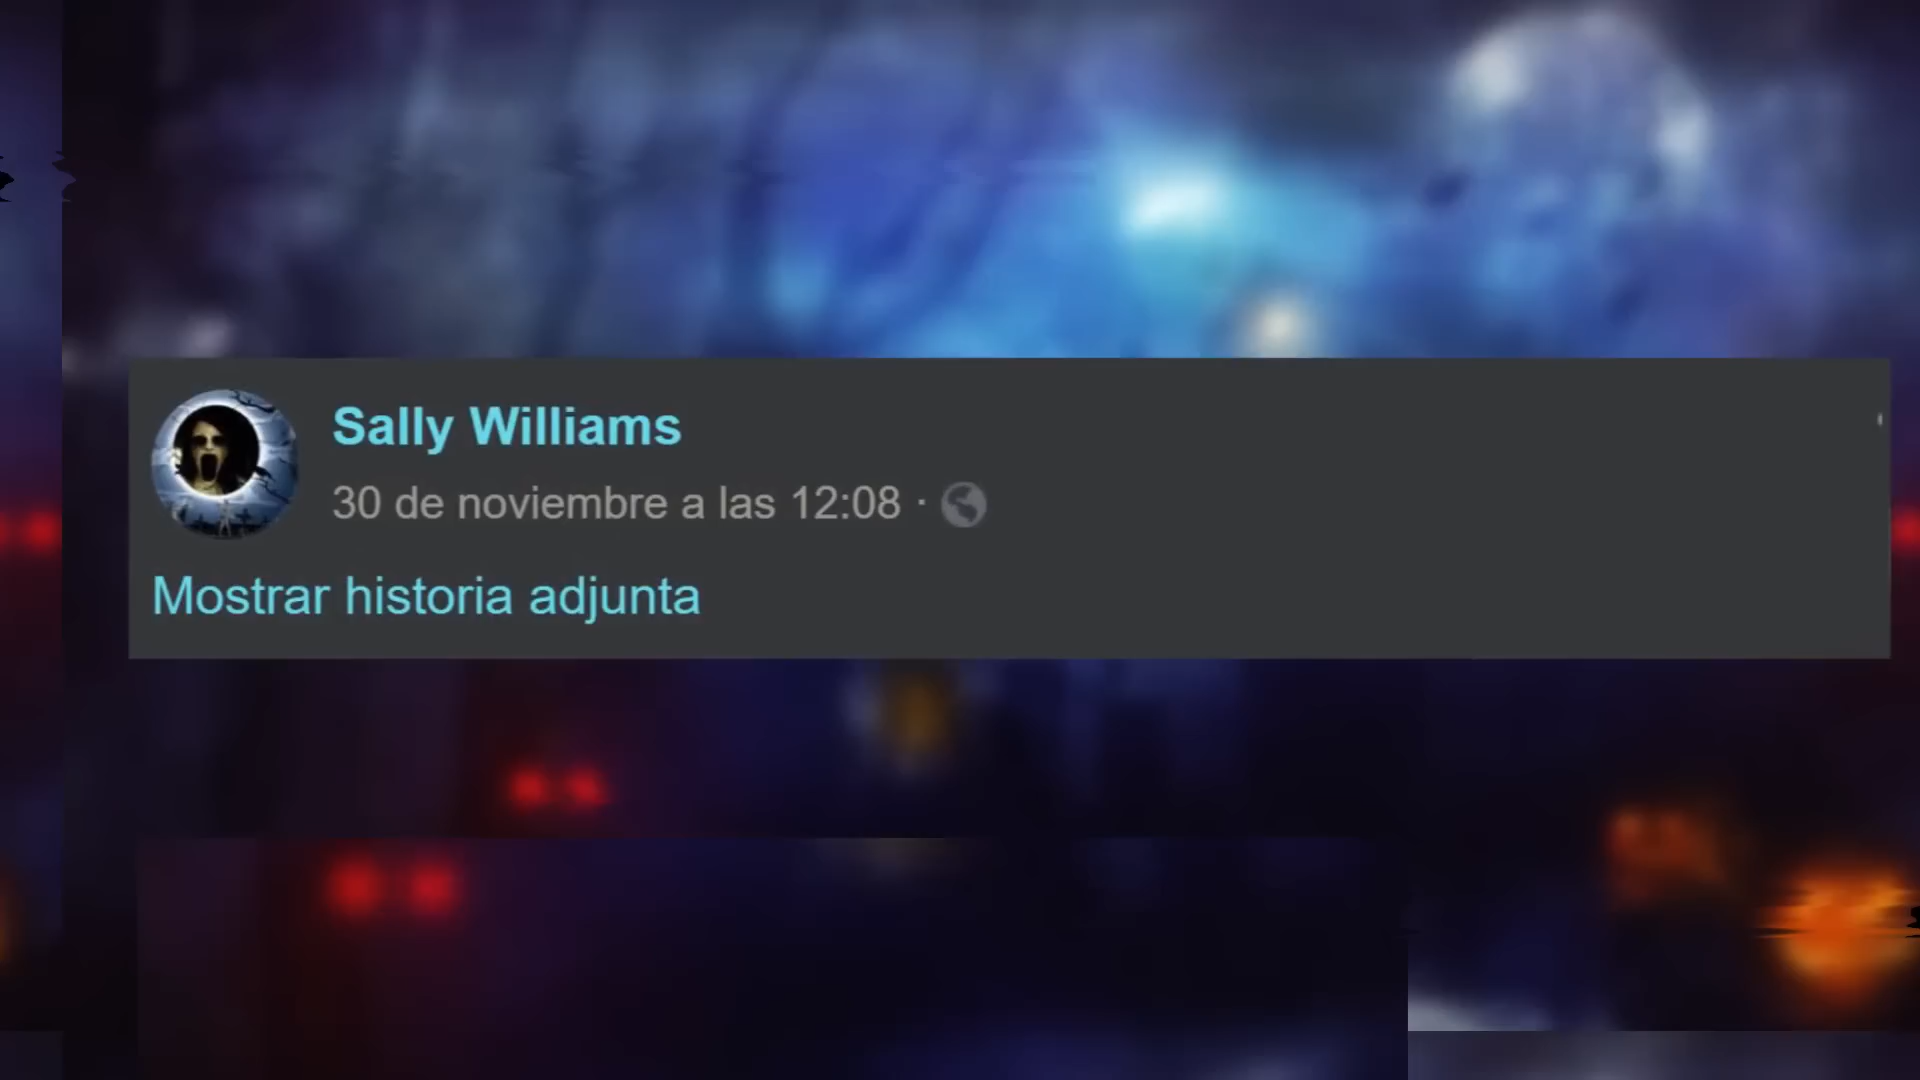 Sally Williams
30 de noviembre a las 12:08 ·
Mostrar historia adjunta